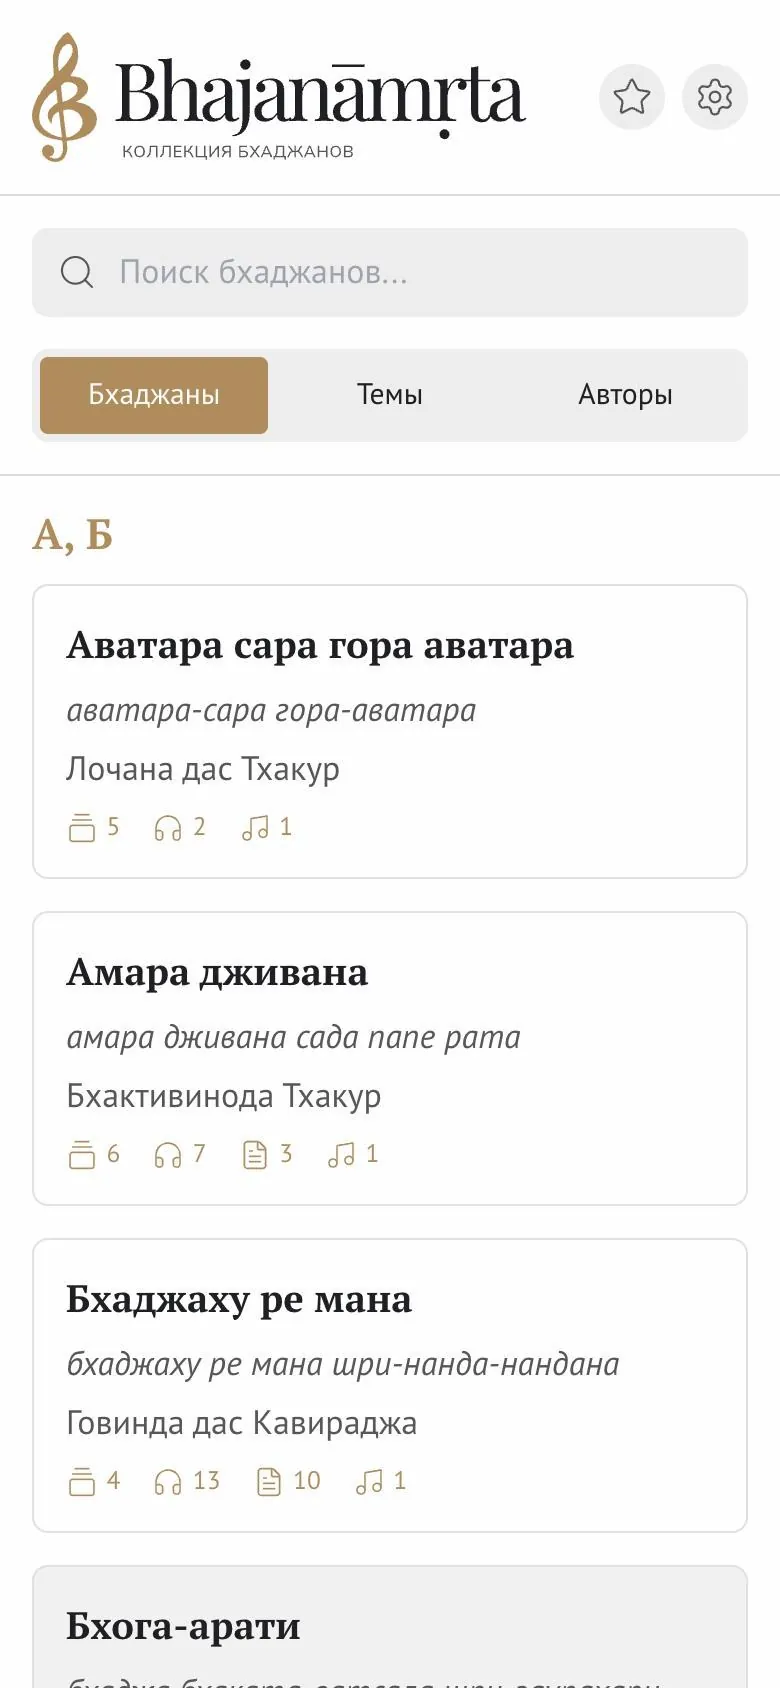 Bhajanāmṛta
КОЛЛЕКЦИЯ БХАДЖАНОВ
Поиск бхаджанов...
Бхаджаны Темы Авторы
А, Б
Аватара сара гора аватара
аватара-сара гора-аватара
Лочана дас Тхакур
5 2 1
Амара дживана
амара дживана сада папе рата
Бхактивинода Тхакур
6 7 3 1
Бхаджаху ре мана
бхаджаху ре мана шри-нанда-нандана
Говинда дас Кавираджа
4 13 10 1
Бхога-арати